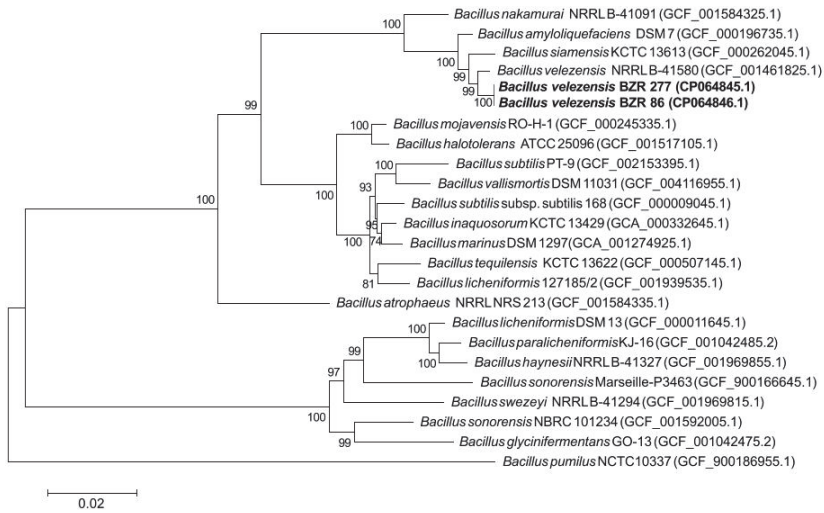 Bacillus nakamurai NRRLB-41091 (GCF_001584325.1)
100
Bacillus amyloliquefaciens DSM 7 (GCF_000196735.1)
Bacillus siamensis KCTC 13613 (GCF_000262045.1)
100
Bacillus velezensis NRRLB-41580 (GCF_001461825.1)
99
Bacillus velezensis BZR 277 (CP064845.1)
99
Bacillus velezensis BZR 86 (CP064846.1)
100
99
Bacillus mojavensis RO-H-1 (GCF_000245335.1)
100
Bacillus halotolerans ATCC 25096 (GCF_001517105.1)
Bacillus subtilis PT-9 (GCF_002153395.1)
100
Bacillus vallismortis DSM 11031 (GCF_004116955.1)
93
100
100
Bacillus subtilis subsp. subtilis 168 (GCF_000009045.1)
Bacillus inaquosorum KCTC 13429 (GCA_000332645.1)
95
Bacillus marinus DSM 1297(GCA_001274925.1)
100
74
Bacillus tequilensis KCTC 13622 (GCF_000507145.1)
Bacillus licheniformis 127185/2 (GCF_001939535.1)
81
Bacillus atrophaeus NRRL NRS 213 (GCF_001584335.1)
Bacillus licheniformis DSM 13 (GCF_000011645.1)
100
Bacillus paralicheniformis KJ-16 (GCF_001042485.2)
99
Bacillus haynesii NRRLB-41327 (GCF_001969855.1)
100
97
Bacillus sonorensis Marseille-P3463 (GCF_900166645.1)
Bacillus swezeyi NRRLB-41294 (GCF_001969815.1)
100
Bacillus sonorensis NBRC 101234 (GCF_001592005.1)
99
Bacillus glycinifermentans GO-13 (GCF_001042475.2)
Bacillus pumilus NCTC10337 (GCF_900186955.1)
0.02